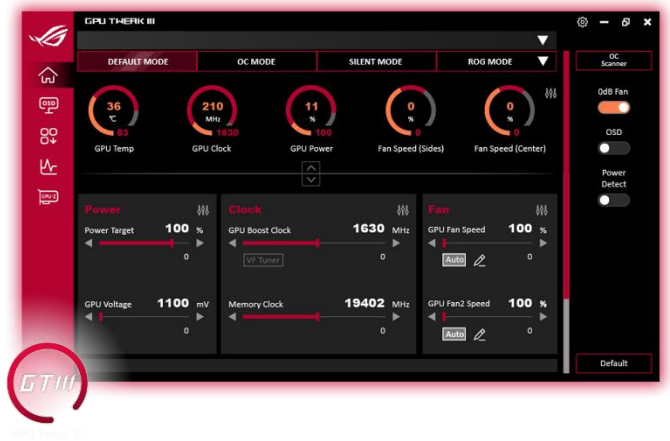 GPU TWEAK III
DEFAULT MODE OC MODE SILENT MODE ROG MODE
OC
Scanner
36
°C
83
GPU Temp
210
MHz
1830
GPU Clock
11
%
100
GPU Power
0
%
0
Fan Speed (Sides)
0
%
0
Fan Speed (Center)
0dB Fan
OSD
Power
Detect
OSD
GPU-Z
Power
Power Target 100 %
0
GPU Voltage 1100 mV
0
Clock
GPU Boost Clock 1630 MHz
VF Tuner 0
Memory Clock 19402 MHz
0
Fan
GPU Fan Speed 100 %
Auto 0
GPU Fan2 Speed 100 %
Auto 0
Default
GTIII